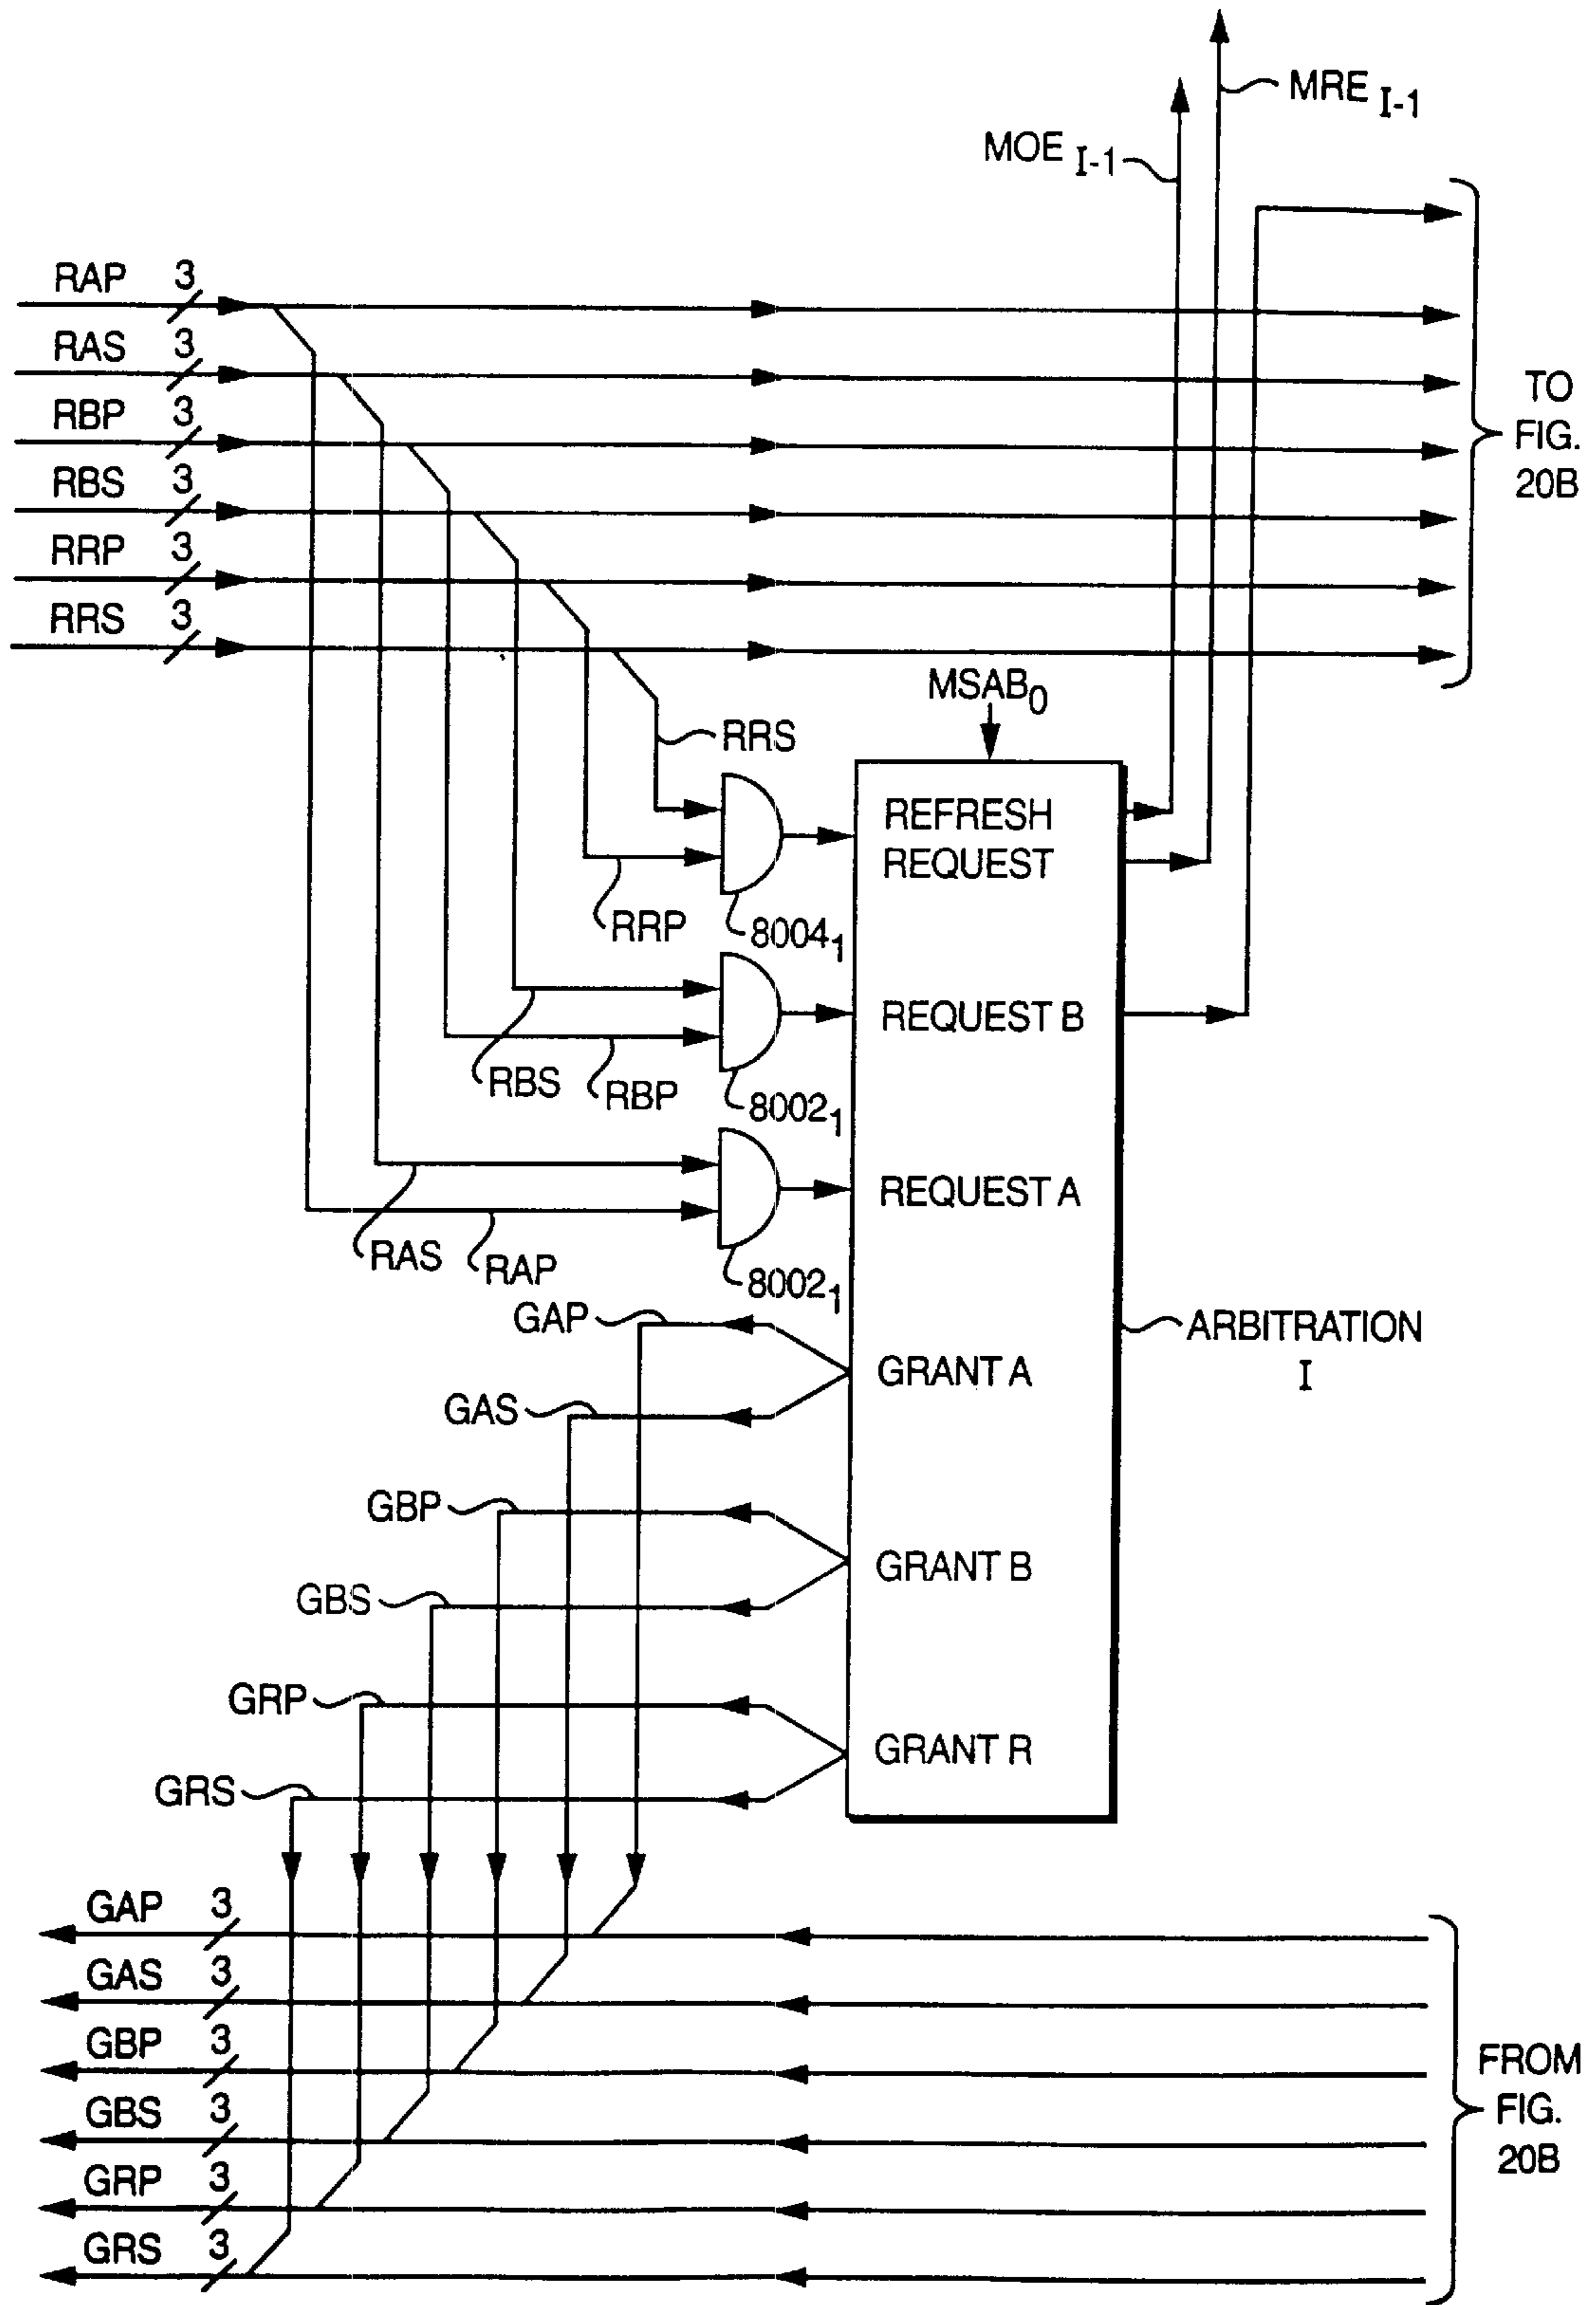 MRE I-1
MOE I-1
RAP 3
RAS 3
RBP 3
RBS 3
RRP 3
RRS 3
TO
FIG.
20B
MSAB0
RRS
REFRESH
REQUEST
RRP
80041
REQUEST B
RBS
RBP
80021
REQUEST A
RAS
RAP
80021
GAP
ARBITRATION
I
GRANT A
GAS
GBP
GRANT B
GBS
GRP
GRANT R
GRS
GAP 3
GAS 3
GBP 3
GBS 3
GRP 3
GRS 3
FROM
FIG.
20B